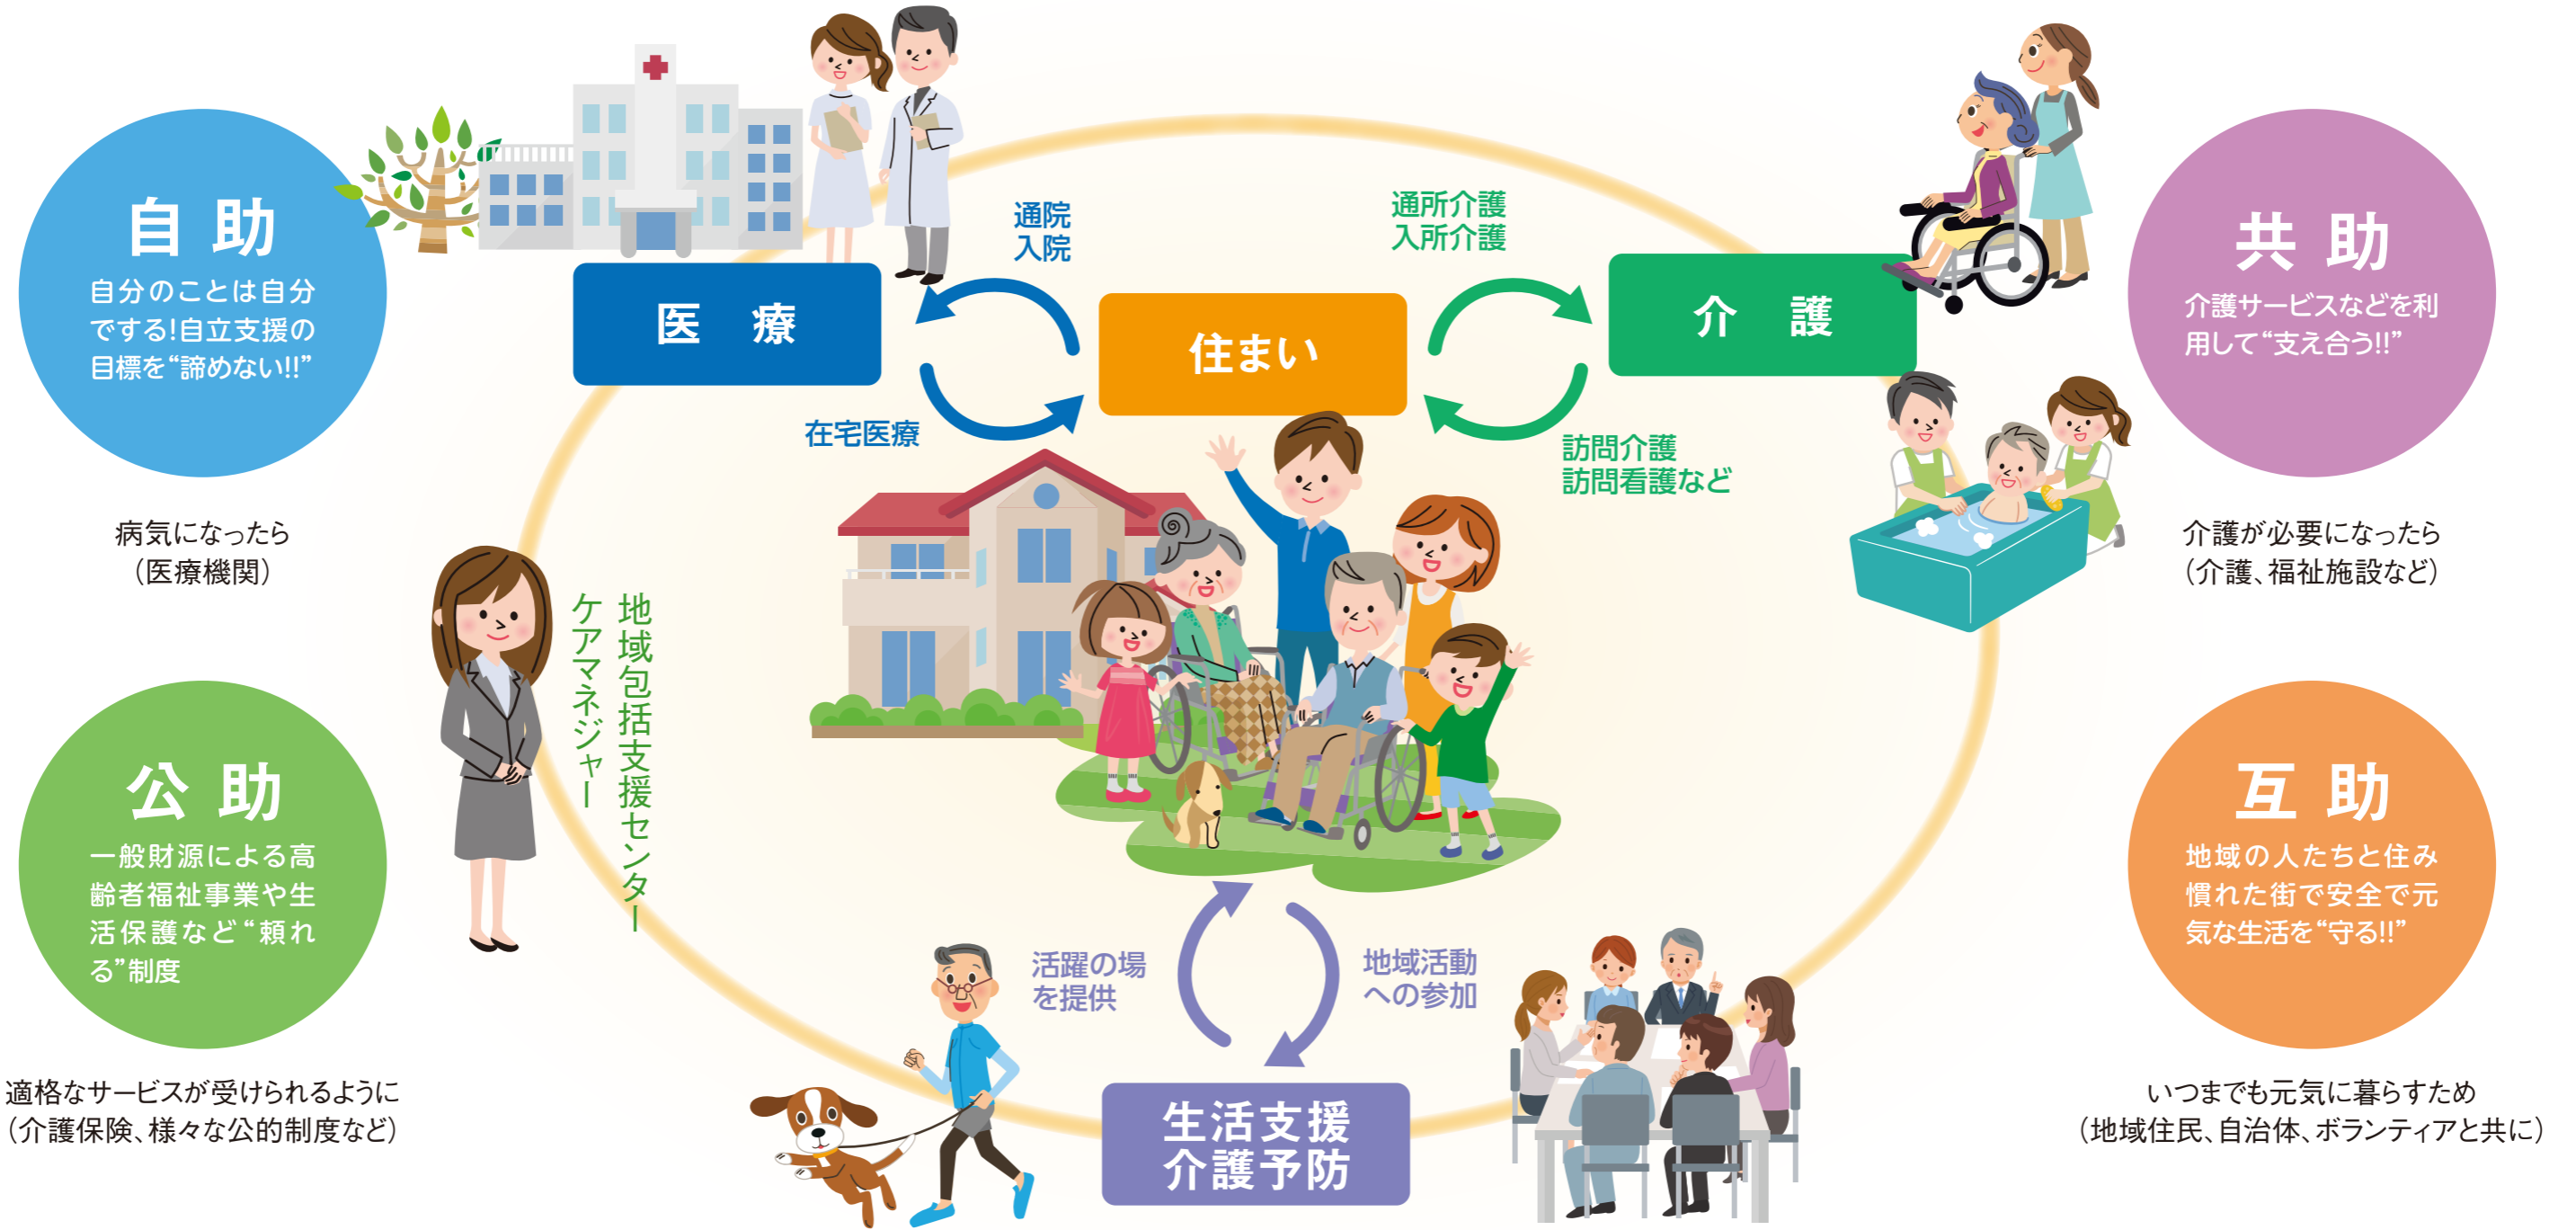 自助
自分のことは自分
でする!自立支援の
目標を“諦めない!!”
病気になったら
（医療機関）
公助
一般財源による高
齢者福祉事業や生
活保護など“頼れ
る”制度
適格なサービスが受けられるように
（介護保険、様々な公的制度など）
医療
通院
入院
在宅医療
住まい
通所介護
入所介護
訪問介護
訪問看護など
介護
地域包括支援センター
ケアマネジャー
活躍の場
を提供
地域活動
への参加
生活支援
介護予防
共助
介護サービスなどを利
用して“支え合う!!”
介護が必要になったら
（介護、福祉施設など）
互助
地域の人たちと住み
慣れた街で安全で元
気な生活を“守る!!”
いつまでも元気に暮らすため
（地域住民、自治体、ボランティアと共に）